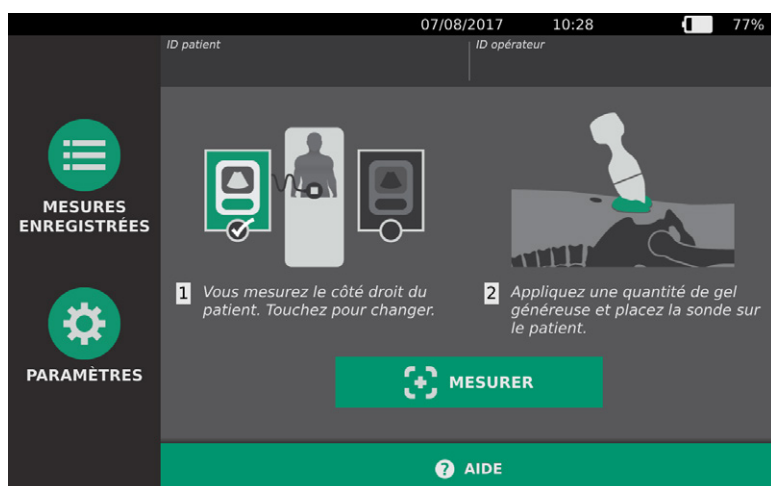 07/08/2017 10:28 77%
ID patient
ID opérateur
MESURES
ENREGISTRÉES
PARAMÈTRES
1 Vous mesurez le côté droit du
patient. Touchez pour changer.
2 Appliquez une quantité de gel
généreuse et placez la sonde sur
le patient.
MESURER
? AIDE